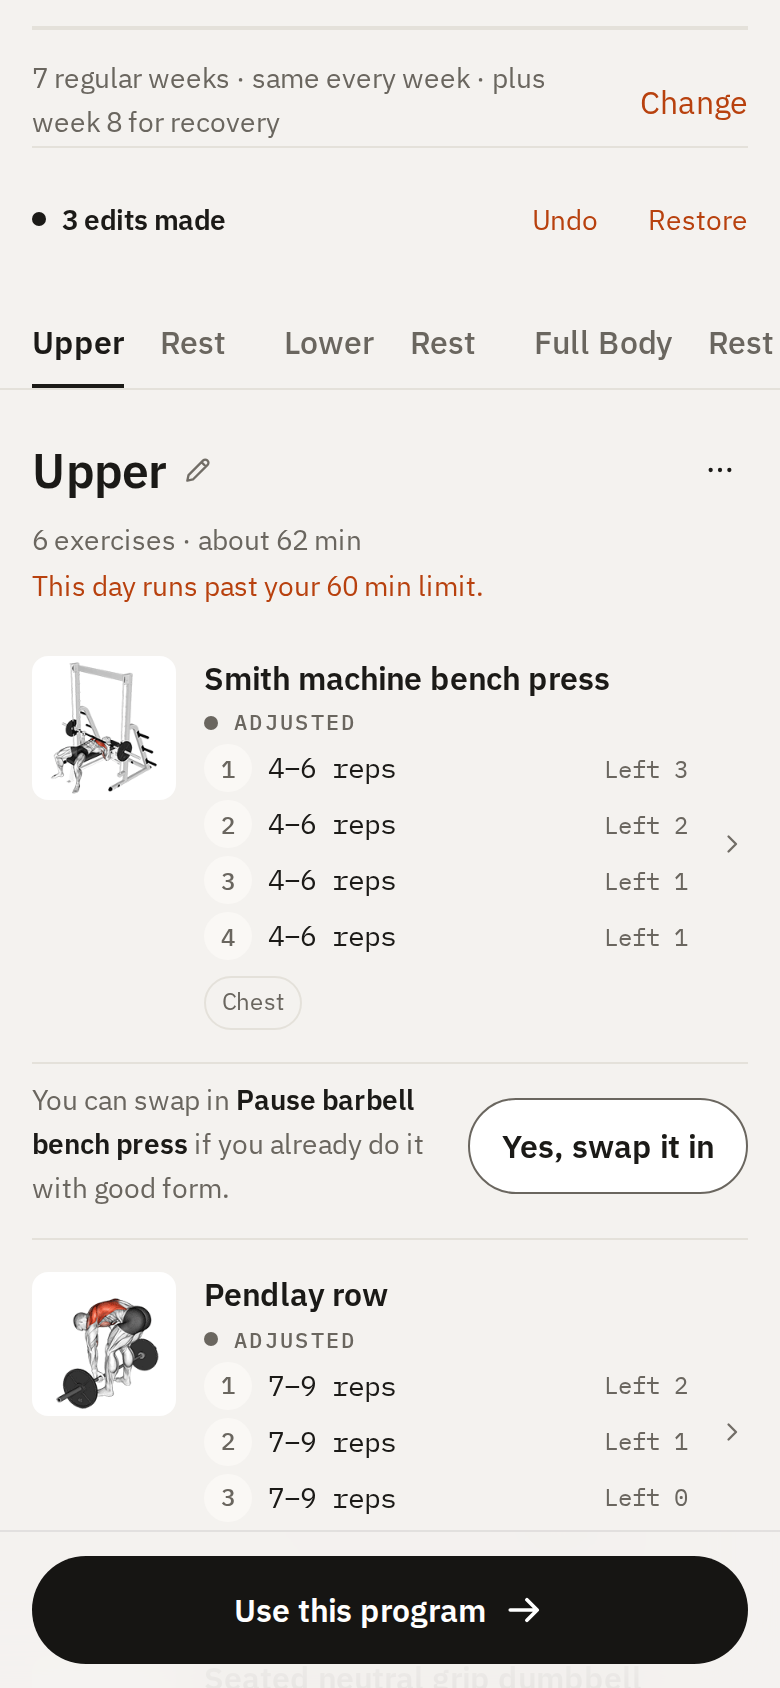 7 regular weeks · same every week · plus
week 8 for recovery
Change
3 edits made
Undo
Restore
Upper Rest Lower Rest Full Body Rest
Upper
6 exercises · about 62 min
This day runs past your 60 min limit.
Smith machine bench press
ADJUSTED
1 4–6 reps Left 3
2 4–6 reps Left 2
3 4–6 reps Left 1
4 4–6 reps Left 1
Chest
You can swap in Pause barbell
bench press if you already do it
with good form.
Yes, swap it in
Pendlay row
ADJUSTED
1 7–9 reps Left 2
2 7–9 reps Left 1
3 7–9 reps Left 0
Use this program →
Seated neutral grip dumbbell